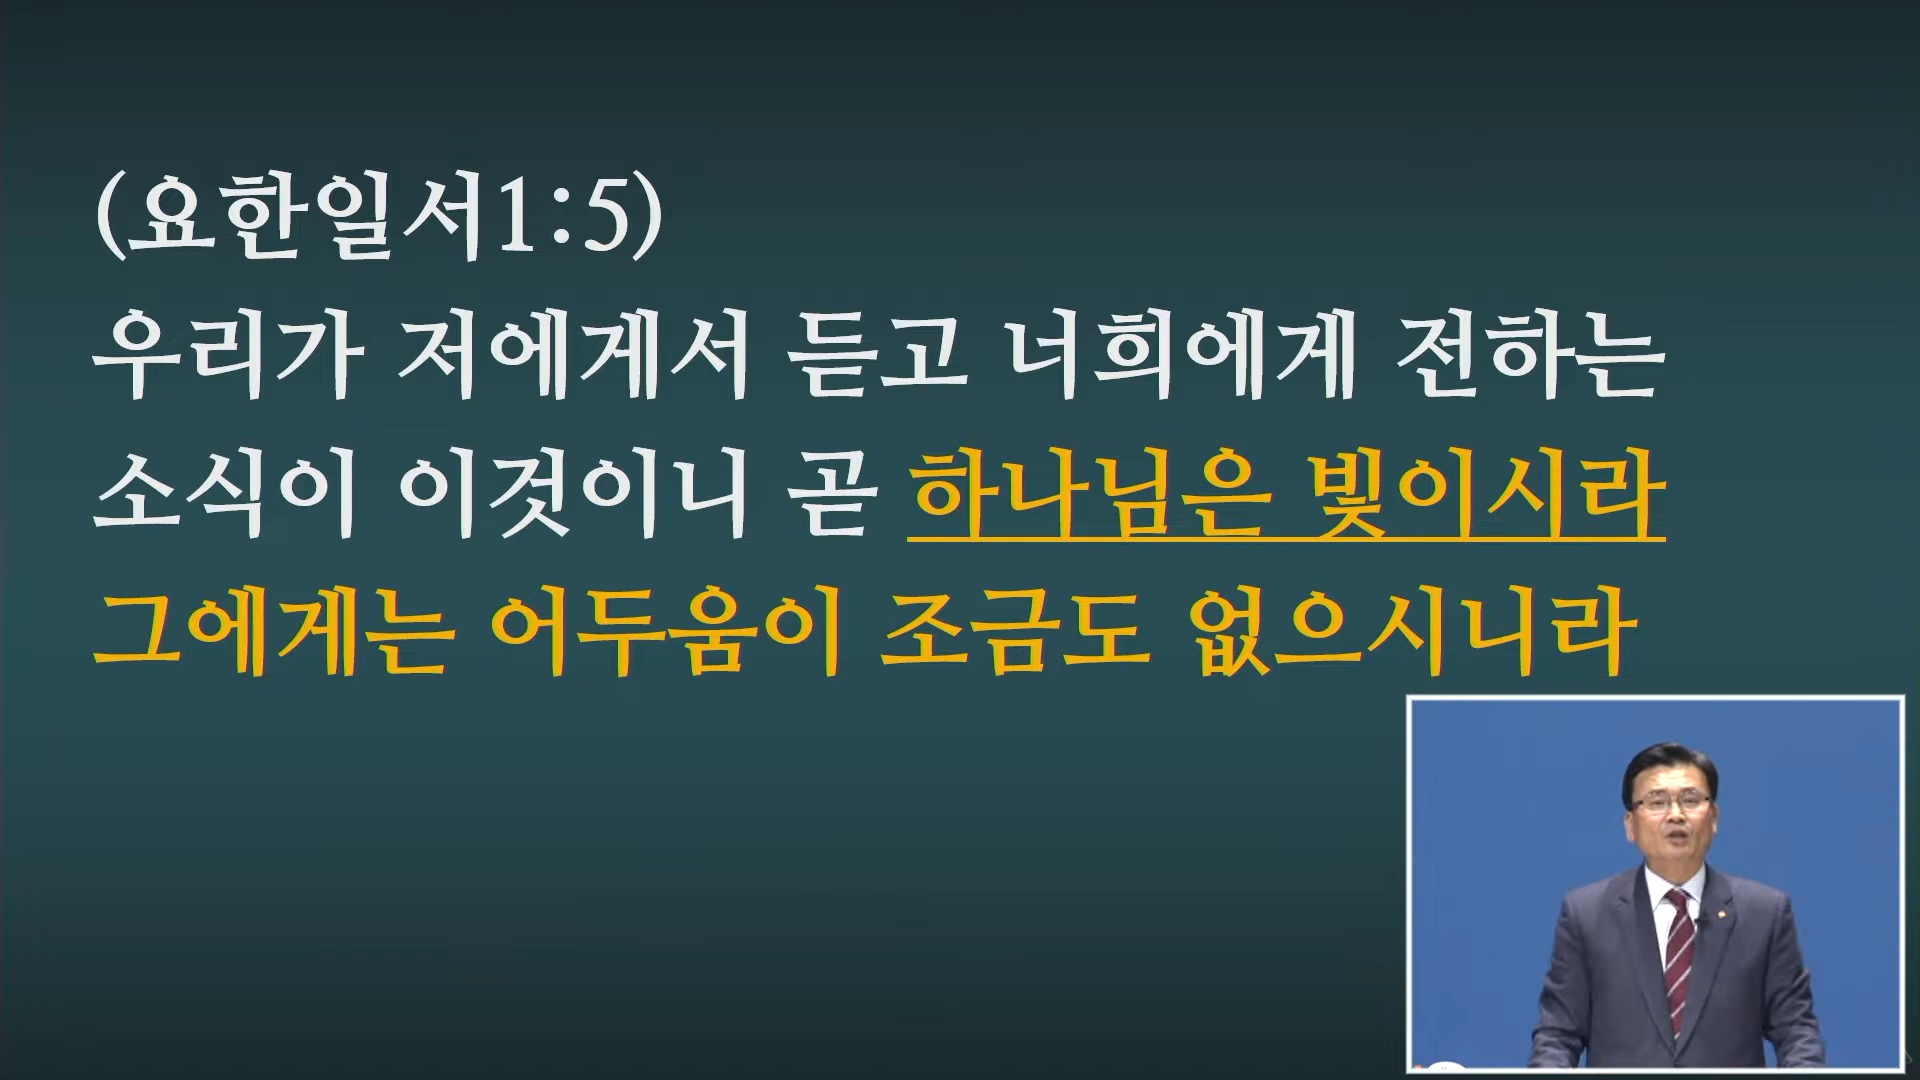 (요한일서1:5)
우리가 저에게서 듣고 너희에게 전하는
소식이 이것이니 곧 하나님은 빛이시라
그에게는 어두움이 조금도 없으시니라